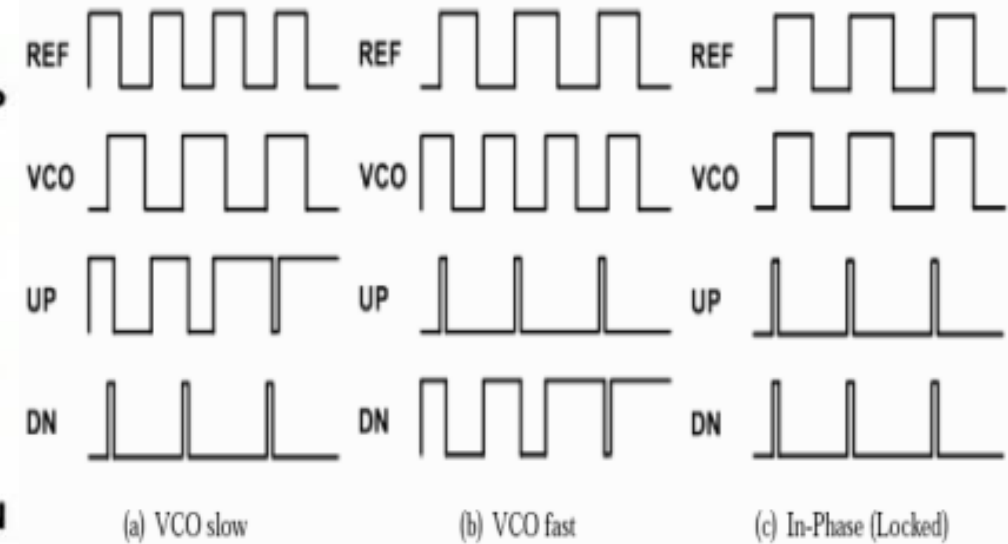 REF REF REF
VCO VCO VCO
UP UP UP
DN DN DN
(a) VCO slow (b) VCO fast (c) In-Phase (Locked)